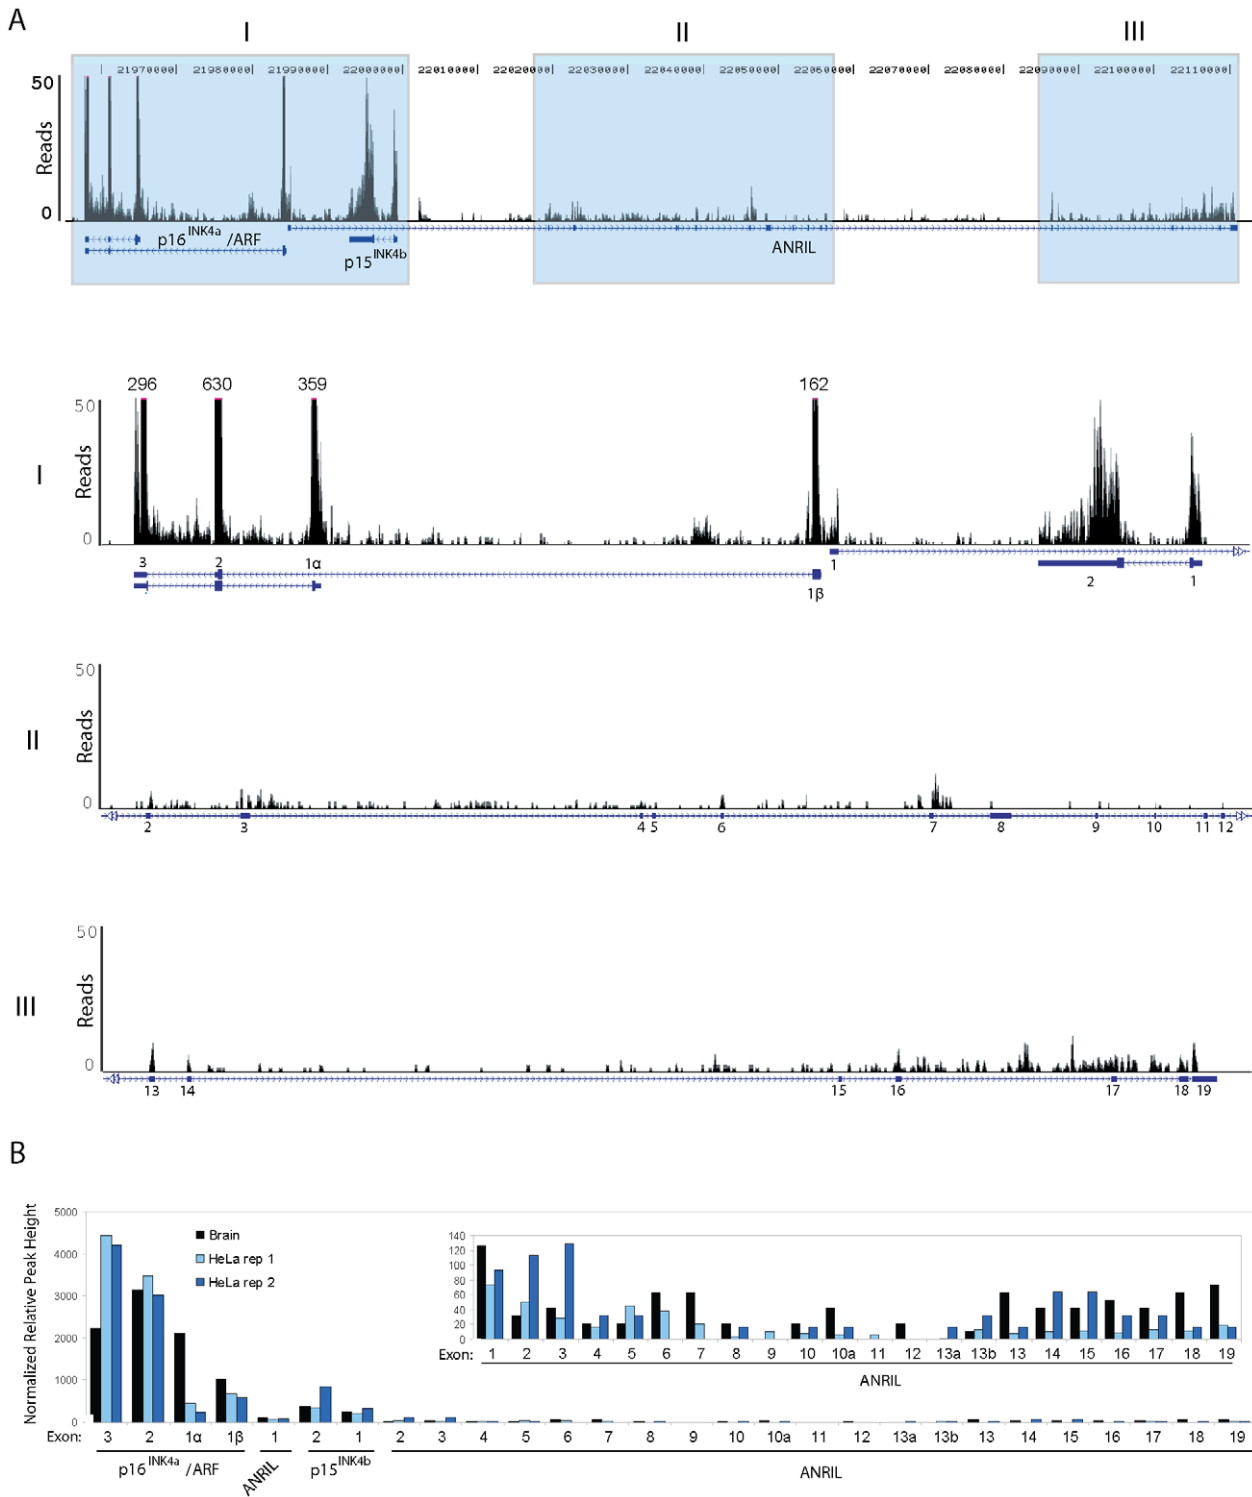 A
I II III
21970000| 21980000| 21990000| 22000000| 22010000| 22020000| 22030000| 22040000| 22050000| 22060000| 22070000| 22080000| 22090000| 22100000| 22110000|
50
Reads
0
p16INK4a/ARF
p15INK4b
ANRIL
I
296 630 359 162
50
Reads
0
3 2 1α 1 2 1
1β
II
50
Reads
0
2 3 4 5 6 7 8 9 10 11 12
III
50
Reads
0
13 14 15 16 17 18 19
B
Normalized Relative Peak Height
5000
4000
3000
2000
1000
0
Brain
HeLa rep 1
HeLa rep 2
140
120
100
80
60
40
20
0
Exon: 1 2 3 4 5 6 7 8 9 10 10a 11 12 13a 13b 13 14 15 16 17 18 19
ANRIL
Exon: 3 2 1α 1β 1 2 1 2 3 4 5 6 7 8 9 10 10a 11 12 13a 13b 13 14 15 16 17 18 19
p16INK4a/ARF ANRIL p15INK4b ANRIL